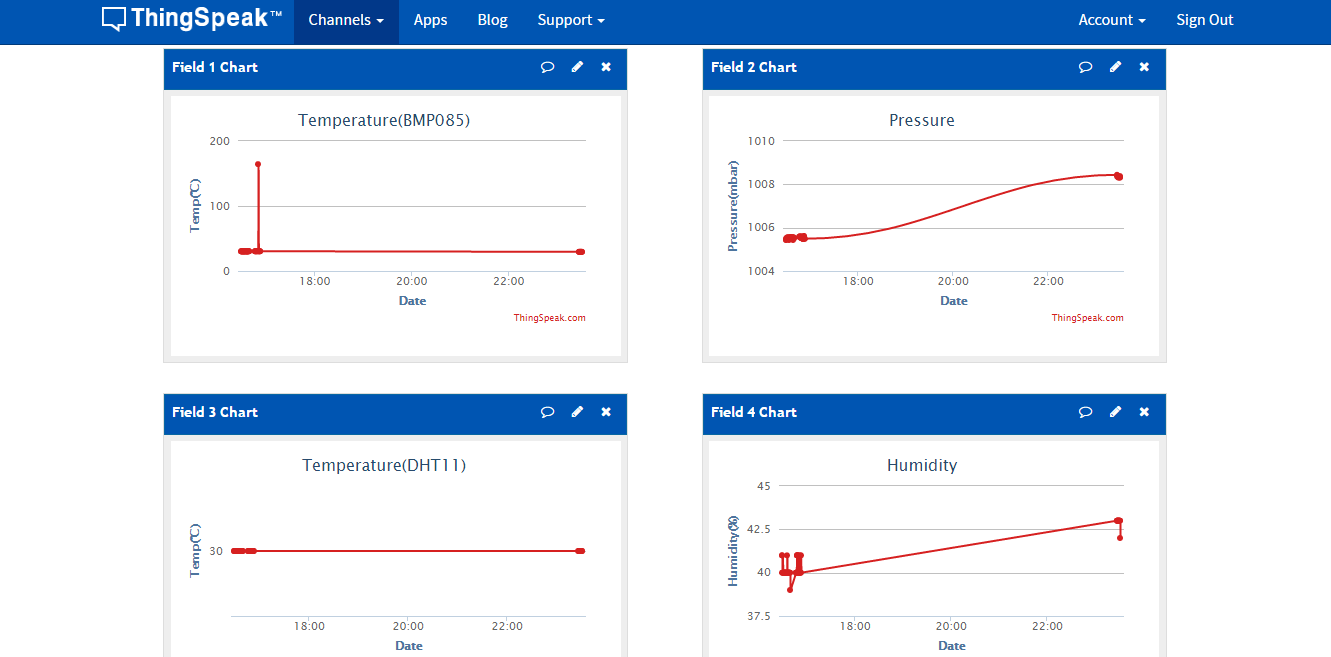 ThingSpeak™ Channels Apps Blog Support Account Sign Out
Field 1 Chart
Temperature(BMP085)
Temp(°C)
200
100
0
18:00 20:00 22:00
Date
ThingSpeak.com
Field 2 Chart
Pressure
Pressure(mbar)
1010
1008
1006
1004
18:00 20:00 22:00
Date
ThingSpeak.com
Field 3 Chart
Temperature(DHT11)
Temp(°C)
30
18:00 20:00 22:00
Date
Field 4 Chart
Humidity
Humidity(%)
45
42.5
40
37.5
18:00 20:00 22:00
Date